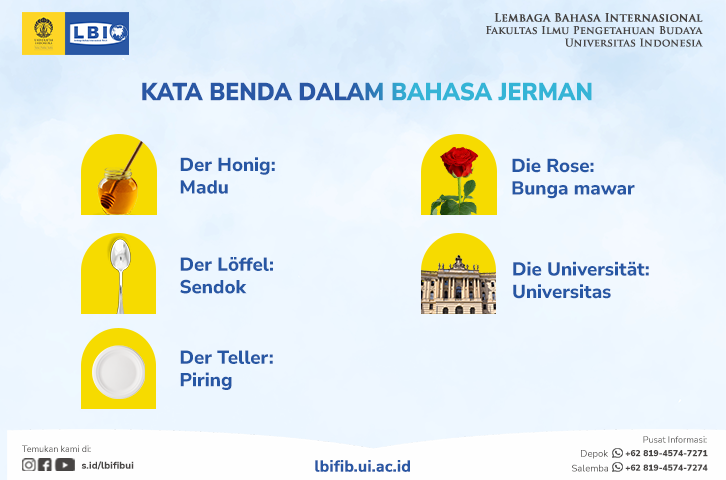 LBI
LEMBAGA BAHASA INTERNASIONAL
FAKULTAS ILMU PENGETAHUAN BUDAYA
UNIVERSITAS INDONESIA
KATA BENDA DALAM BAHASA JERMAN
Der Honig:
Madu
Der Löffel:
Sendok
Der Teller:
Piring
Die Rose:
Bunga mawar
Die Universität:
Universitas
Temukan kami di:
s.id/lbifibui
lbifib.ui.ac.id
Pusat Informasi:
Depok +62 819-4574-7271
Salemba +62 819-4574-7274